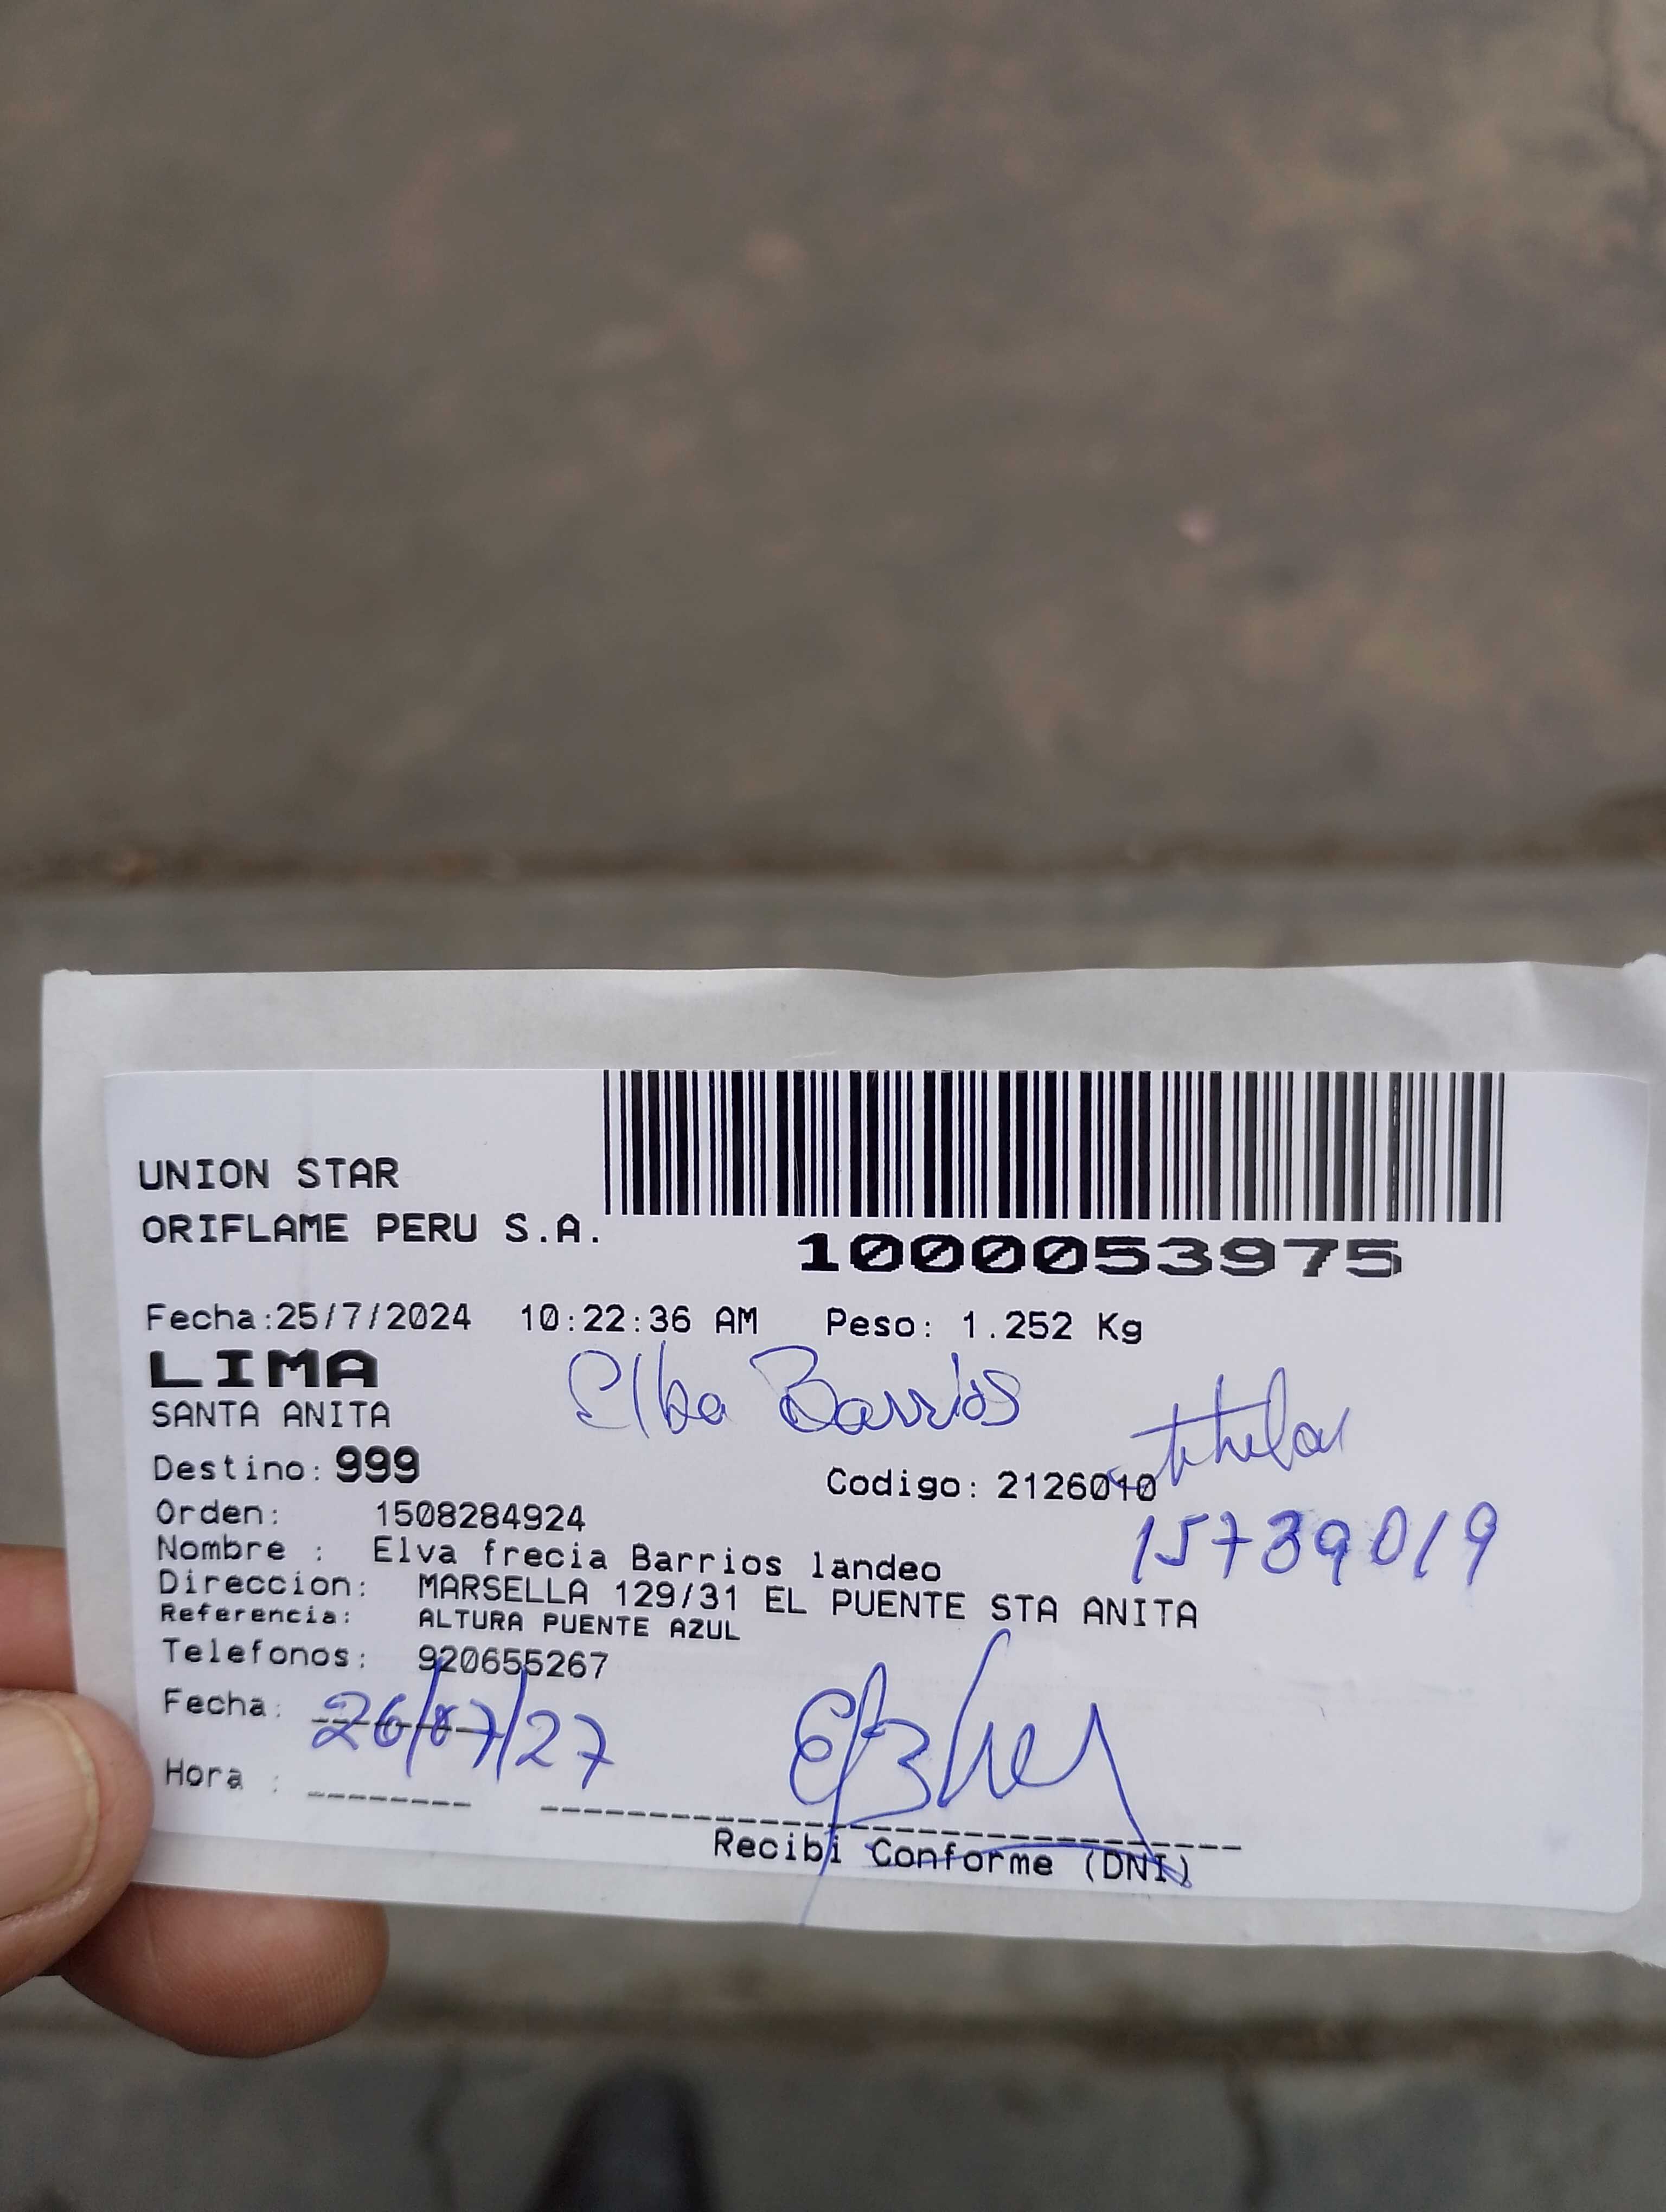 UNION STAR
ORIFLAME PERU S.A.
1000053975
Fecha:25/7/2024 10:22:36 AM Peso: 1.252 Kg
LIMA
Elba Barrios
SANTA ANITA
titular
Destino: 999
Codigo: 2126010
Orden: 1508284924
15739019
Nombre : Elva frecia Barrios landeo
Direccion: MARSELLA 129/31 EL PUENTE STA ANITA
Referencia: ALTURA PUENTE AZUL
Telefonos: 920655267
Fecha: 26/07/27
Hora :
Recibi Conforme (DNI)